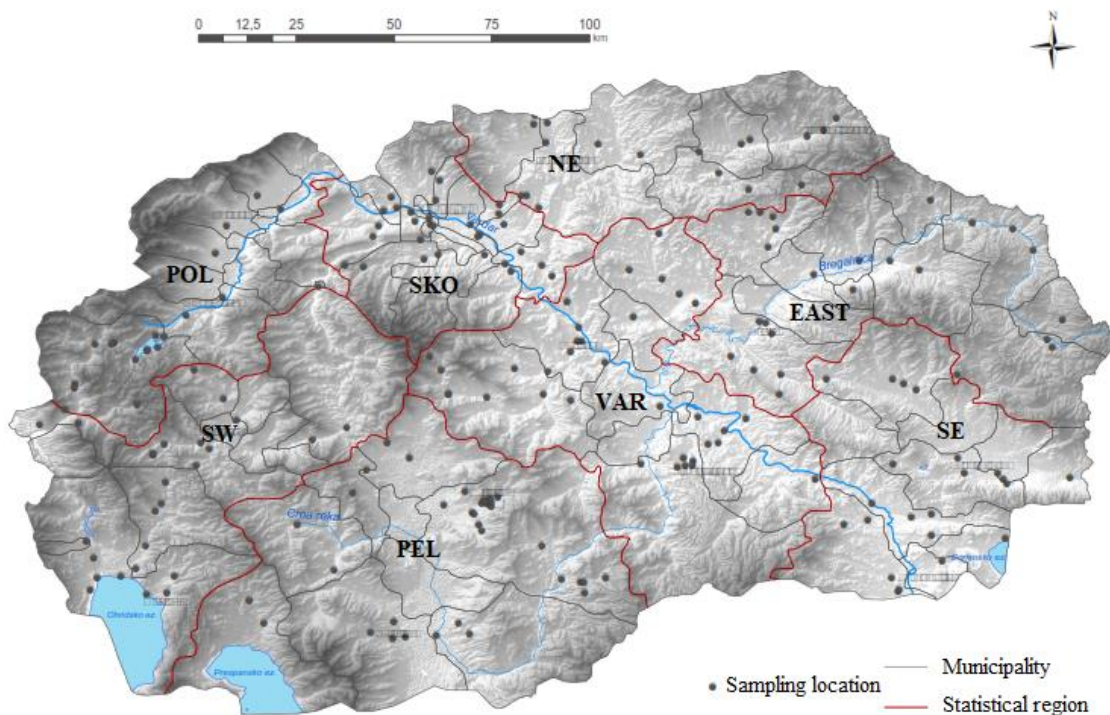 0 12,5 25 50 75 100
km
N
NE
Vardar
POL
SKO
Bregalnica
EAST
VAR
SW
SE
Crna reka
PEL
Dojransko ez.
Ohridsko ez.
Prespansko ez.
Municipality
Sampling location
Statistical region